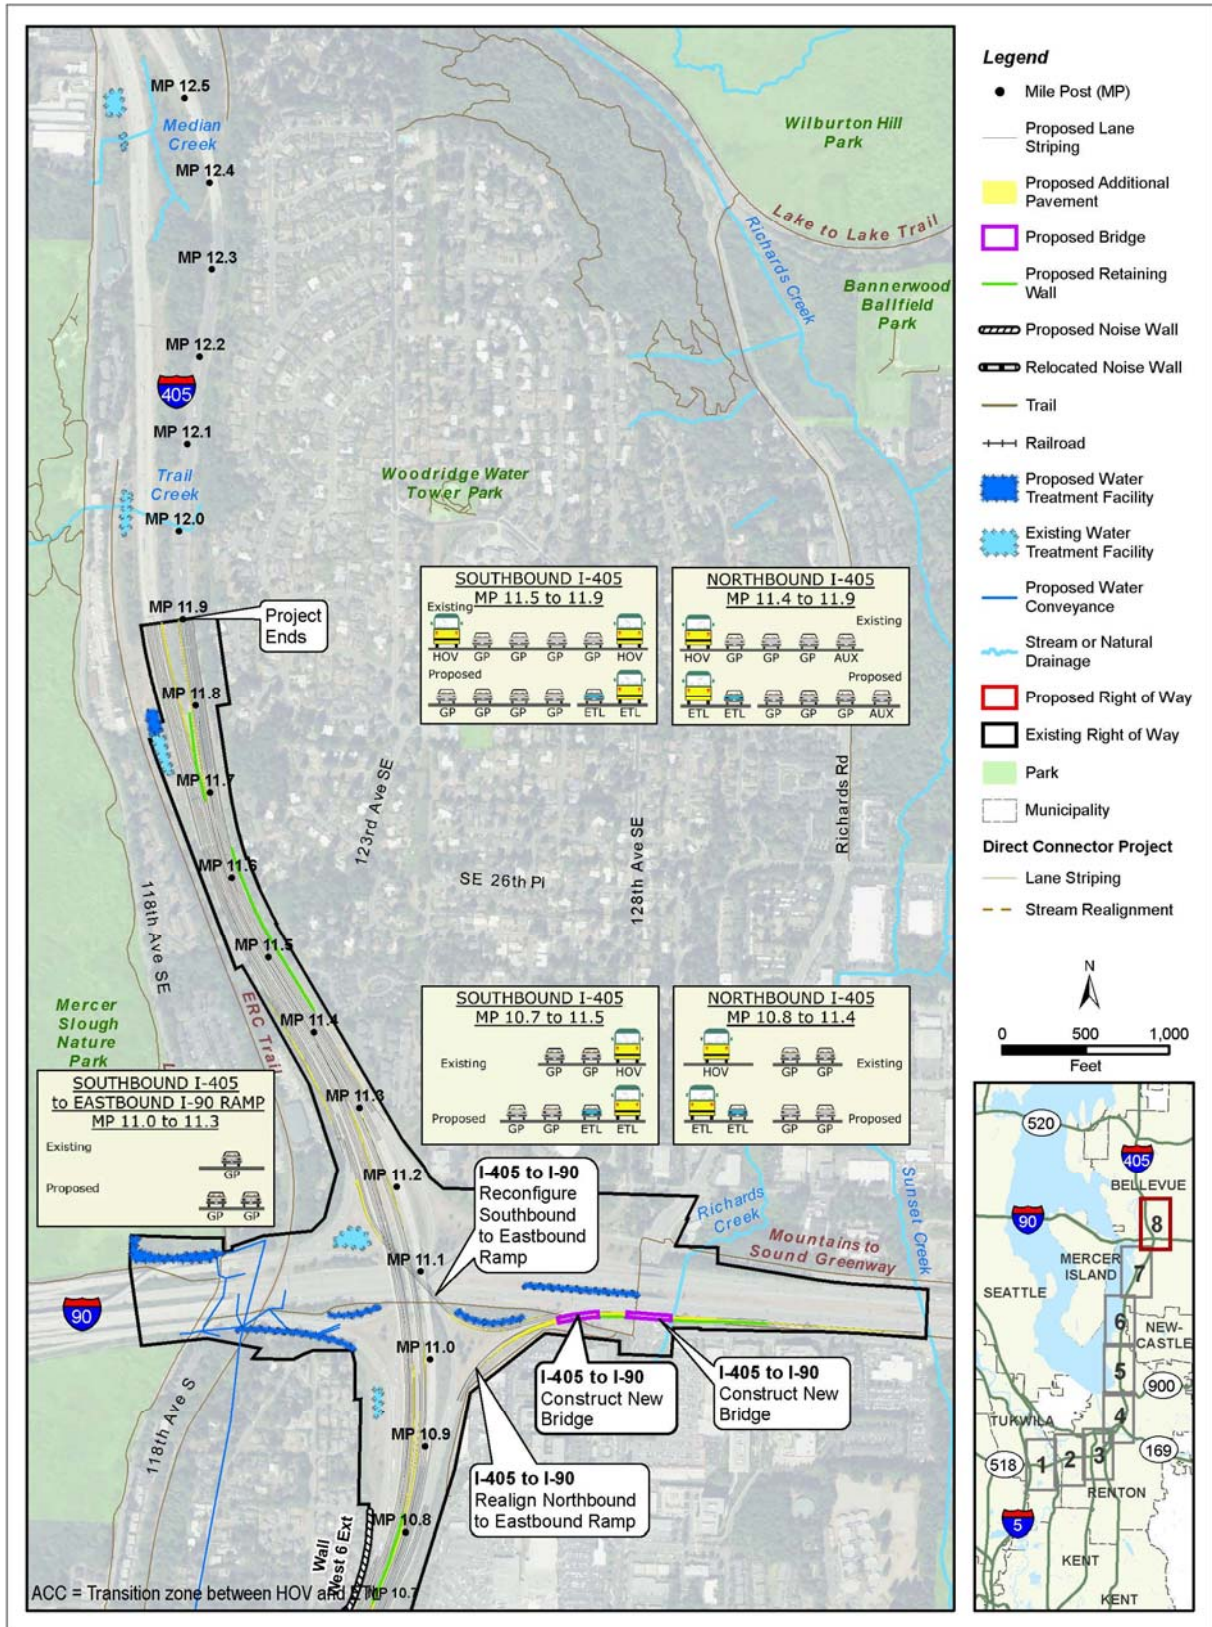 MP 12.5
Median
Creek
MP 12.4
MP 12.3
MP 12.2
405
MP 12.1
Trail
Creek
MP 12.0
MP 11.9
Project
Ends
Wilburton Hill
Park
Lake to Lake Trail
Richards Creek
Bannerwood
Ballfield
Park
Woodridge Water
Tower Park
SOUTHBOUND I-405
MP 11.5 to 11.9
Existing
HOV GP GP GP GP HOV
Proposed
GP GP GP GP ETL ETL
NORTHBOUND I-405
MP 11.4 to 11.9
Existing
HOV GP GP GP AUX
Proposed
ETL ETL GP GP GP AUX
MP 11.8
MP 11.7
MP 11.6
MP 11.5
MP 11.4
MP 11.3
MP 11.2
MP 11.1
MP 11.0
MP 10.9
MP 10.8
MP 10.7
123rd Ave SE
SE 26th Pl
128th Ave SE
Richards Rd
118th Ave SE
ERC Trail
Mercer
Slough
Nature
Park
SOUTHBOUND I-405
to EASTBOUND I-90 RAMP
MP 11.0 to 11.3
Existing
GP
Proposed
GP GP
SOUTHBOUND I-405
MP 10.7 to 11.5
Existing
GP GP HOV
Proposed
GP GP ETL ETL
NORTHBOUND I-405
MP 10.8 to 11.4
Existing
HOV GP GP
Proposed
ETL ETL GP GP
I-405 to I-90
Reconfigure
Southbound
to Eastbound
Ramp
Richards
Creek
Sunset Creek
Mountains to
Sound Greenway
90
I-405 to I-90
Construct New
Bridge
I-405 to I-90
Construct New
Bridge
I-405 to I-90
Realign Northbound
to Eastbound Ramp
118th Ave S
Wall
West 6 Ext
ACC = Transition zone between HOV and
Legend
Mile Post (MP)
Proposed Lane
Striping
Proposed Additional
Pavement
Proposed Bridge
Proposed Retaining
Wall
Proposed Noise Wall
Relocated Noise Wall
Trail
Railroad
Proposed Water
Treatment Facility
Existing Water
Treatment Facility
Proposed Water
Conveyance
Stream or Natural
Drainage
Proposed Right of Way
Existing Right of Way
Park
Municipality
Direct Connector Project
Lane Striping
Stream Realignment
N
0 500 1,000
Feet
520
405
BELLEVUE
90
8
MERCER
ISLAND
7
SEATTLE
6
NEW-
CASTLE
5
900
4
TUKWILA
518
1
2
3
169
RENTON
5
KENT
KENT